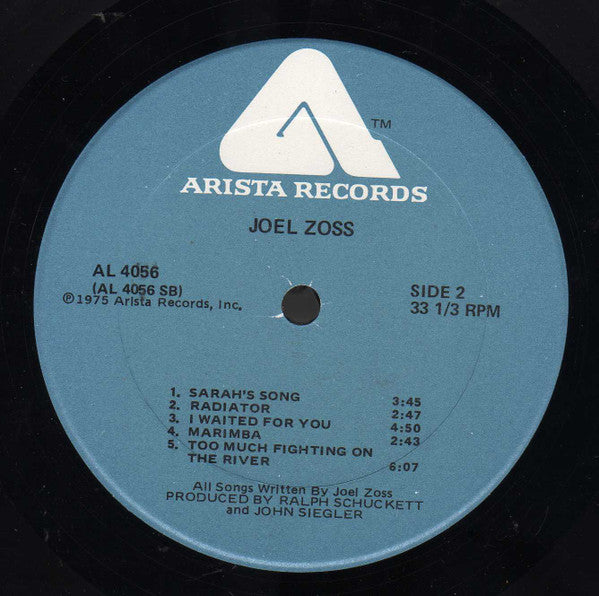 TM
ARISTA RECORDS
JOEL ZOSS
AL 4056
(AL 4056 SB)
℗1975 Arista Records, Inc.
SIDE 2
33 1/3 RPM
1. SARAH'S SONG 3:45
2. RADIATOR 2:47
3. I WAITED FOR YOU 4:50
4. MARIMBA 2:43
5. TOO MUCH FIGHTING ON
THE RIVER 6:07
All Songs Written By Joel Zoss
PRODUCED BY RALPH SCHUCKETT
and JOHN SIEGLER